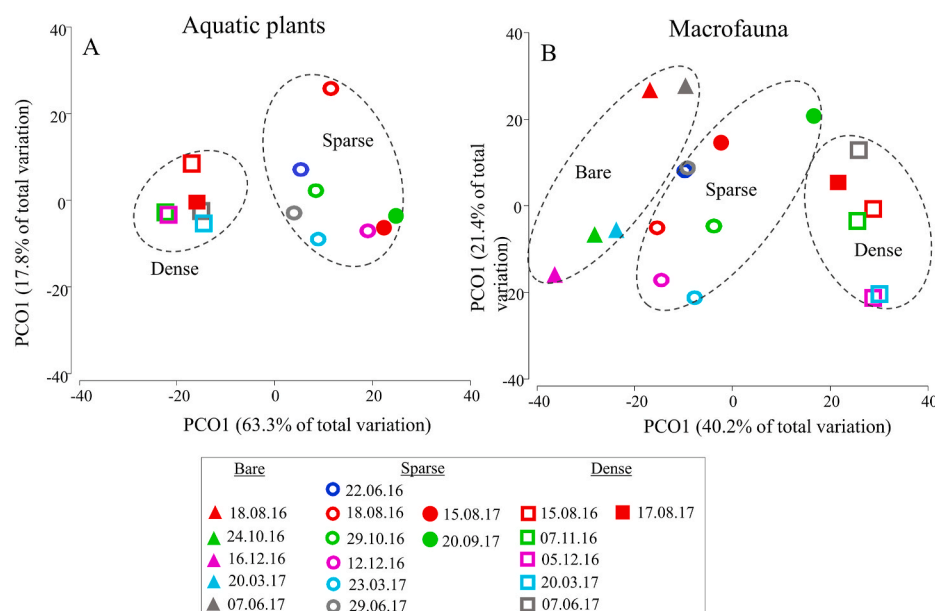 Aquatic plants
A
40
20
0
-20
-40
-40
-20
0
20
40
PCO1 (17.8% of total variation)
PCO1 (63.3% of total variation)
Sparse
Dense
Macrofauna
B
40
20
0
-20
-40
-40
-20
0
20
40
PCO1 (21.4% of total
variation)
PCO1 (40.2% of total variation)
Bare
Sparse
Dense
Bare
18.08.16
24.10.16
16.12.16
20.03.17
07.06.17
Sparse
22.06.16
18.08.16
29.10.16
12.12.16
23.03.17
29.06.17
15.08.17
20.09.17
Dense
15.08.16
07.11.16
05.12.16
20.03.17
07.06.17
17.08.17